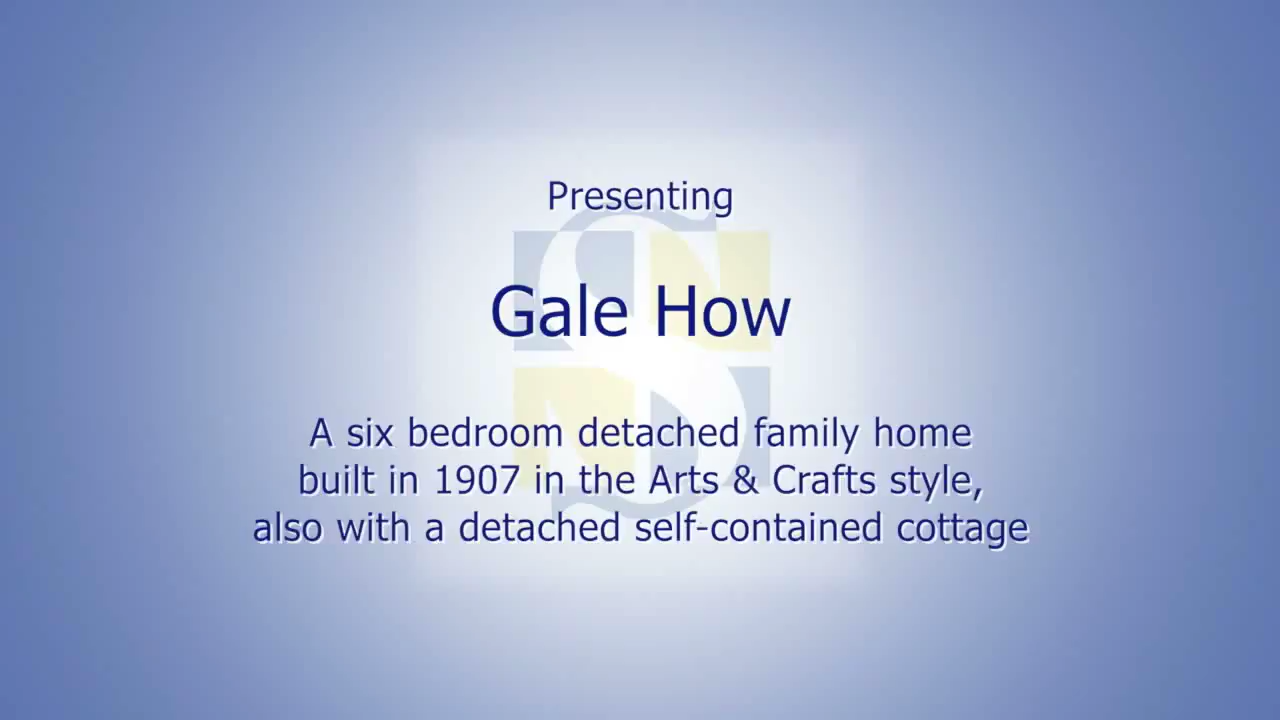 Presenting
Gale How
A six bedroom detached family home
built in 1907 in the Arts & Crafts style,
also with a detached self-contained cottage